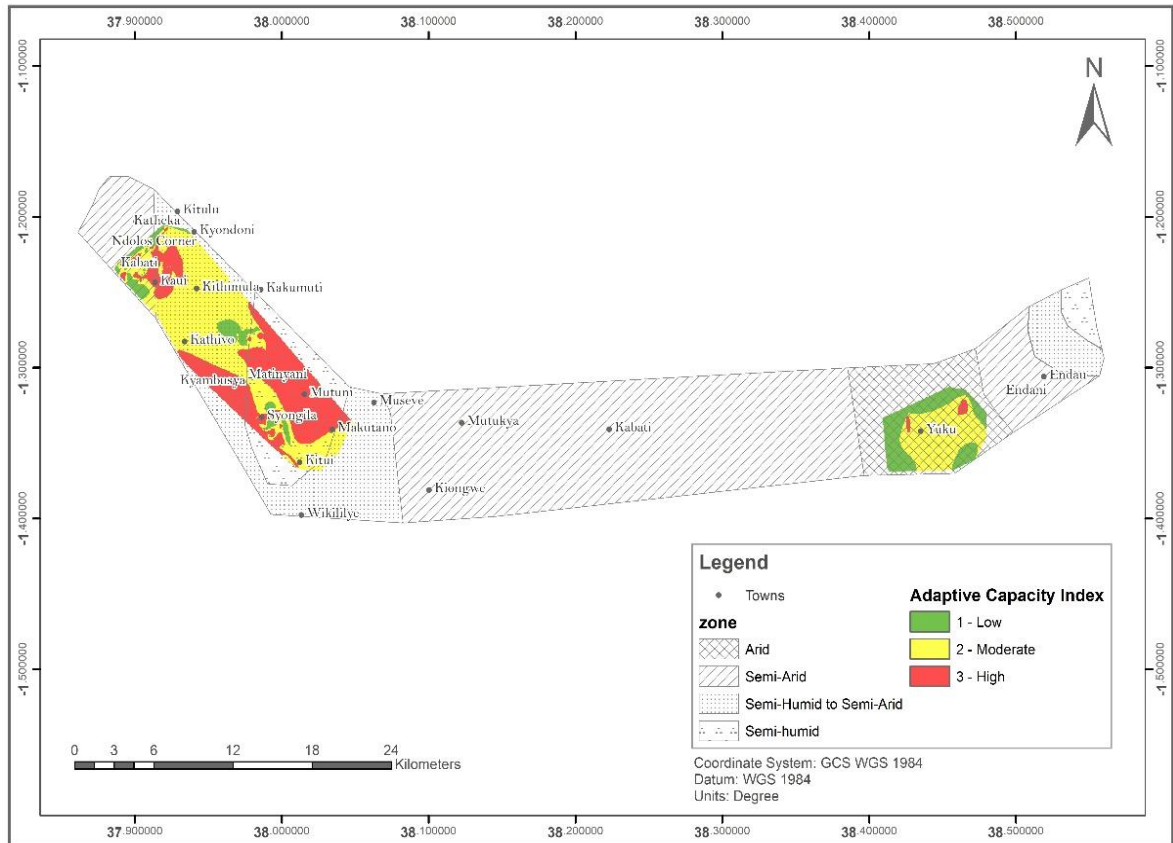 37.900000 38.000000 38.100000 38.200000 38.300000 38.400000 38.500000
-1.100000 -1.100000
N
-1.200000 -1.200000
Kitulu
Katheka
Kyondoni
Ndolos Corner
Kabati
Kaui
Kithimula
Kakumuti
Kathivo
-1.300000 -1.300000
Matinyani
Kyambusya
Mutuni
Museve
Syongila
Makutano
Mutukya
Kabati
Yuku
Endau
Endani
Kitui
Kiongwe
Wikililye
-1.400000 -1.400000
Legend
Towns
zone
Arid
Semi-Arid
Semi-Humid to Semi-Arid
Semi-humid
Adaptive Capacity Index
1 - Low
2 - Moderate
3 - High
-1.500000 -1.500000
0 3 6 12 18 24
Kilometers
Coordinate System: GCS WGS 1984
Datum: WGS 1984
Units: Degree
37.900000 38.000000 38.100000 38.200000 38.300000 38.400000 38.500000